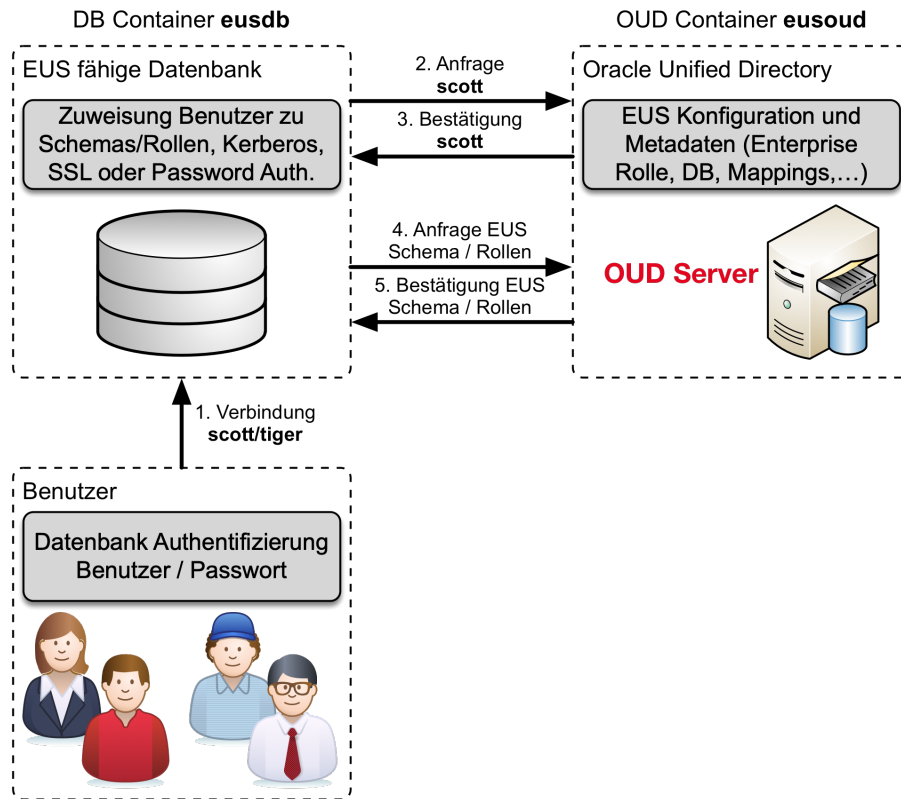 DB Container eusdb
OUD Container eusoud
EUS fähige Datenbank
Zuweisung Benutzer zu
Schemas/Rollen, Kerberos,
SSL oder Password Auth.
2. Anfrage
scott
3. Bestätigung
scott
Oracle Unified Directory
EUS Konfiguration und
Metadaten (Enterprise
Rolle, DB, Mappings,…)
4. Anfrage EUS
Schema / Rollen
5. Bestätigung EUS
Schema / Rollen
OUD Server
1. Verbindung
scott/tiger
Benutzer
Datenbank Authentifizierung
Benutzer / Passwort